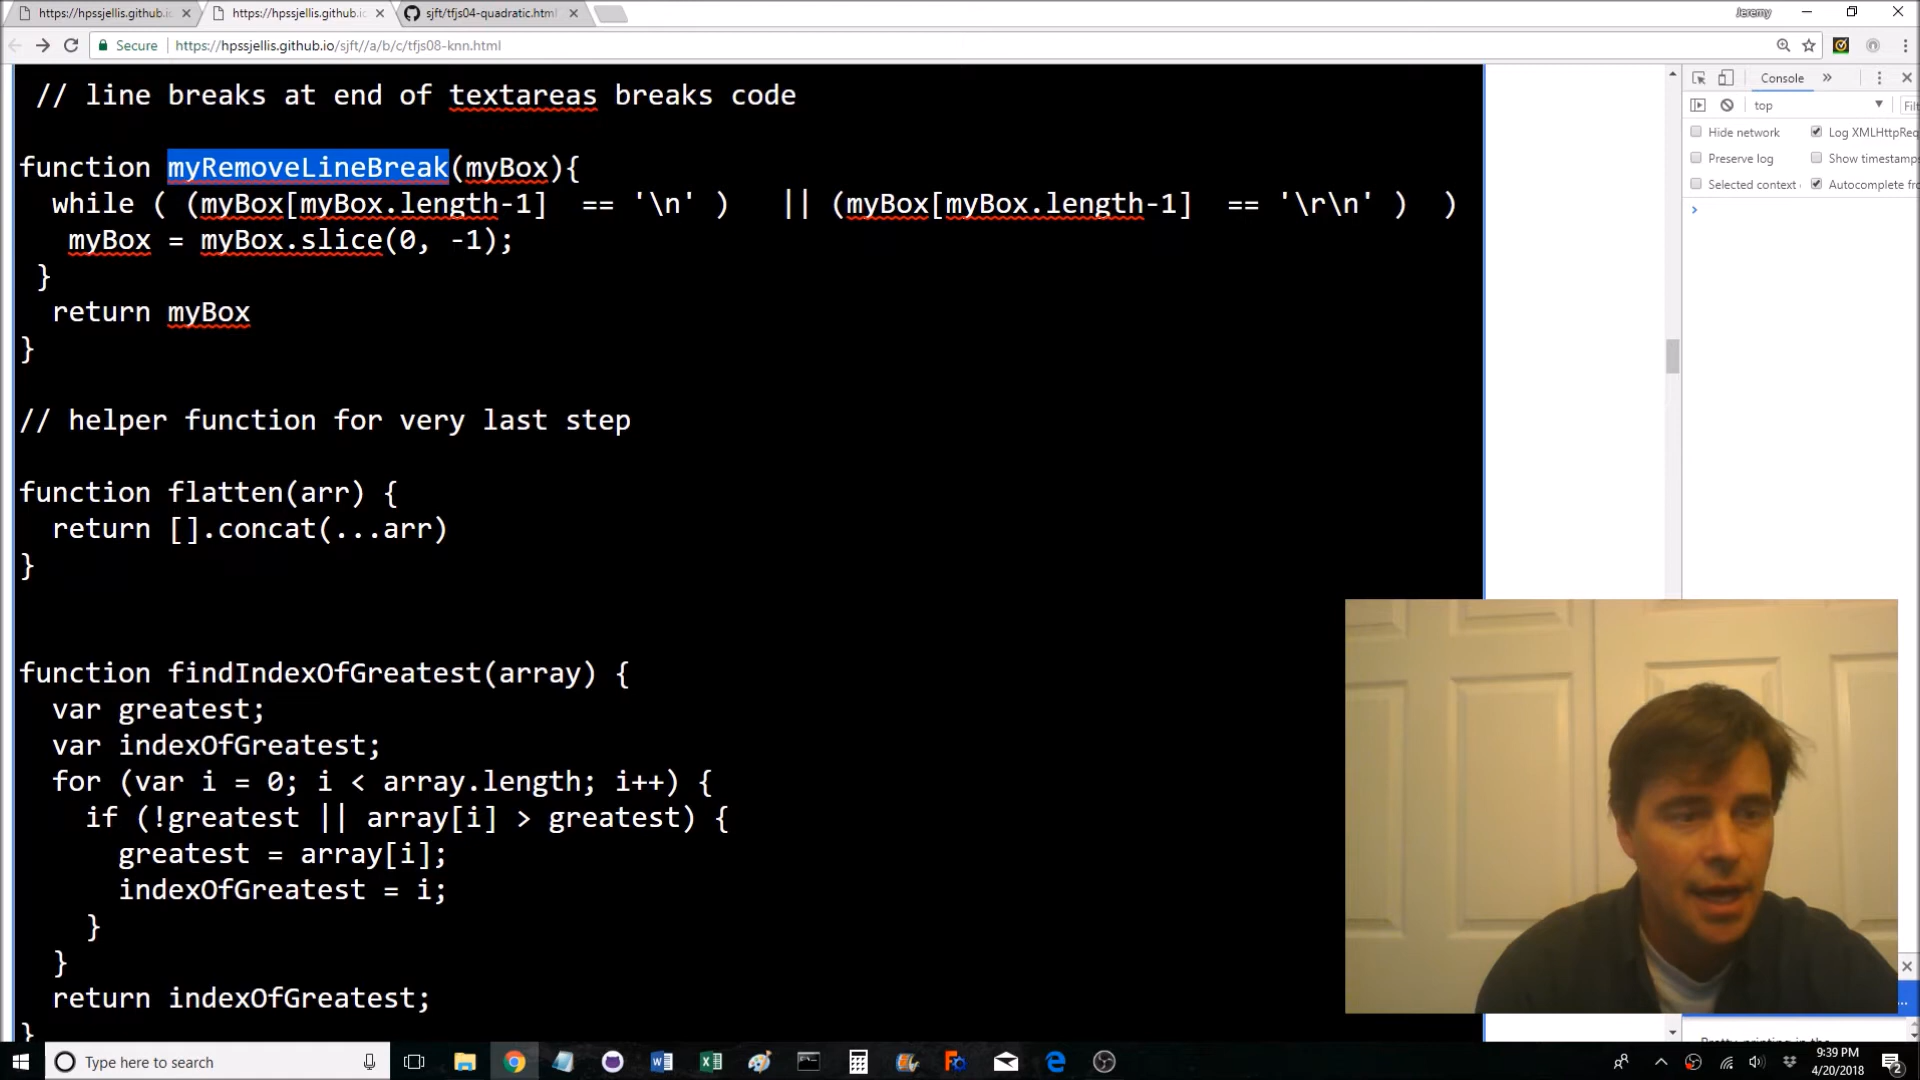 https://hpssjellis.github.io.
https://hpssjellis.github.io.
sjft/tfjs04-quadratic.html
Jeremy
Secure
https://hpssjellis.github.io/sjft//a/b/c/tfjs08-knn.html
// line breaks at end of textareas breaks code
function myRemoveLineBreak(myBox){
while ( (myBox[myBox.length-1] == '\n' ) || (myBox[myBox.length-1] == '\r\n' ) )
myBox = myBox.slice(0, -1);
}
return myBox
}
// helper function for very last step
function flatten(arr) {
return [].concat(...arr)
}
function findIndexOfGreatest(array) {
var greatest;
var indexOfGreatest;
for (var i = 0; i < array.length; i++) {
if (!greatest || array[i] > greatest) {
greatest = array[i];
indexOfGreatest = i;
}
}
return indexOfGreatest;
}
Console
top
Filt
Hide network
Log XMLHttpReq
Preserve log
Show timestamps
Selected context
Autocomplete fro
Type here to search
9:39 PM
4/20/2018
2